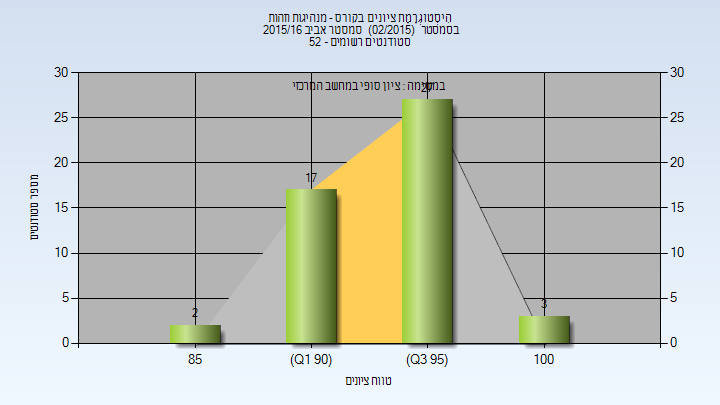 היסטוגרמת ציונים בקורס - מנהיגות וזהות
בסמסטר (02/2015) סמסטר אביב 2015/16
סטודנטים רשומים - 52
במשימה : ציון סופי במחשב המרכזי
30
25
20
15
10
5
0
30
25
20
15
10
5
0
2
17
27
3
85
(Q1 90)
(Q3 95)
100
מספר סטודנטים
טווח ציונים